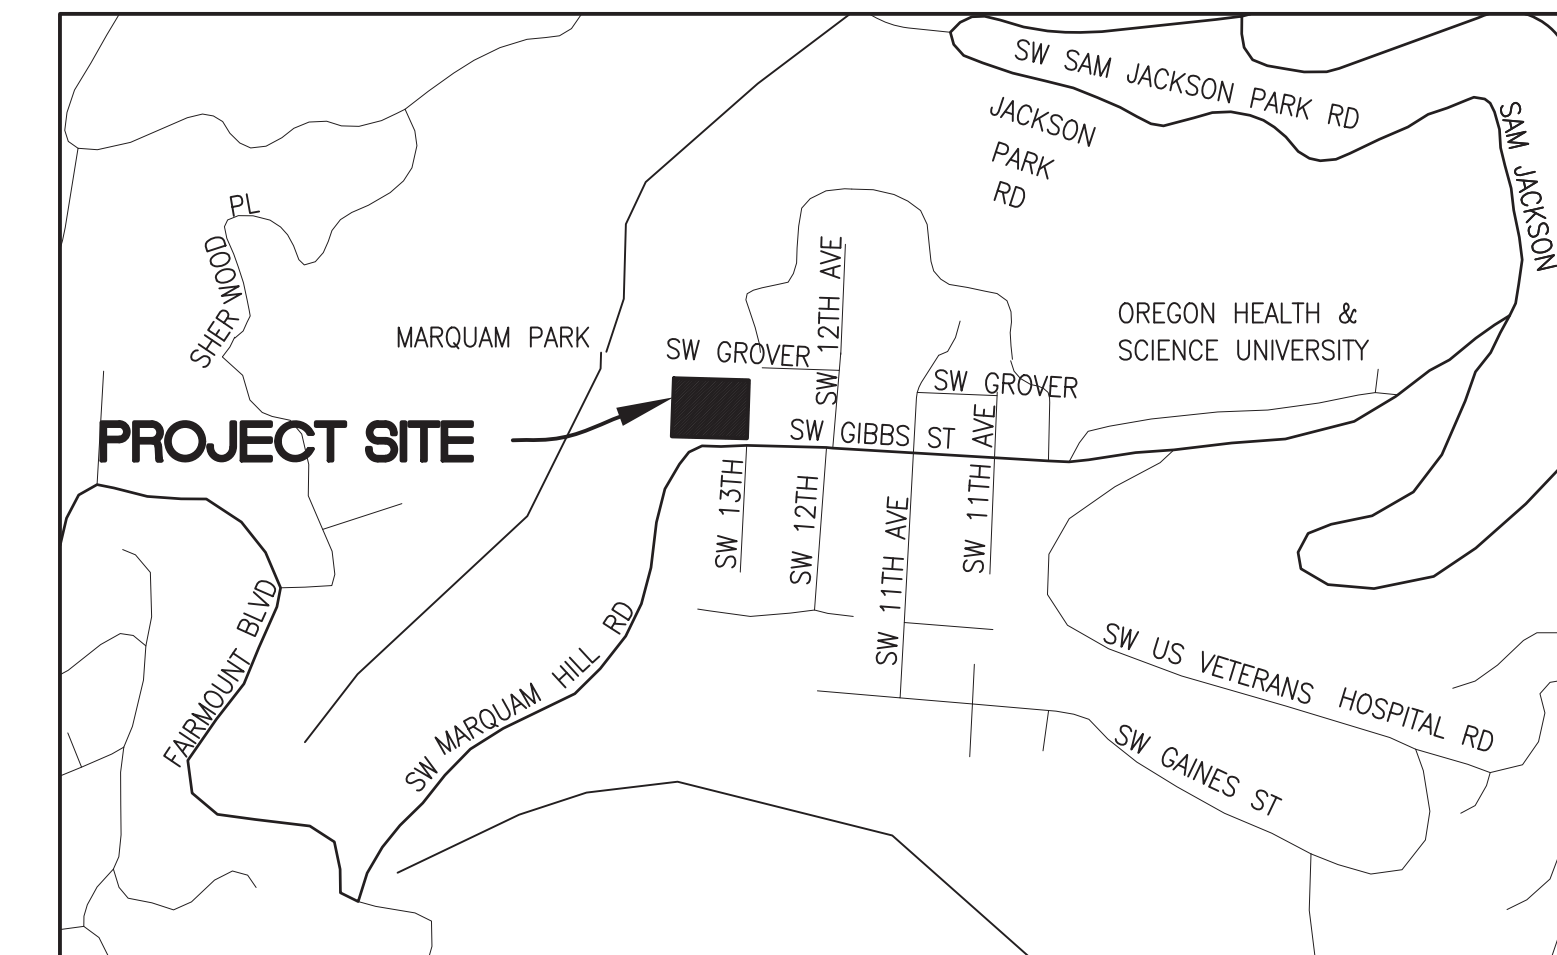 SW SAM JACKSON PARK RD
JACKSON
PARK
RD
SAM JACKSON
PL
SHERWOOD
MARQUAM PARK
SW GROVER
SW 12TH AVE
OREGON HEALTH &
SCIENCE UNIVERSITY
SW GROVER
PROJECT SITE
SW GIBBS ST
SW 13TH
SW 12TH
SW 11TH AVE
SW 11TH AVE
FAIRMOUNT BLVD
SW MARQUAM HILL RD
SW US VETERANS HOSPITAL RD
SW GAINES ST